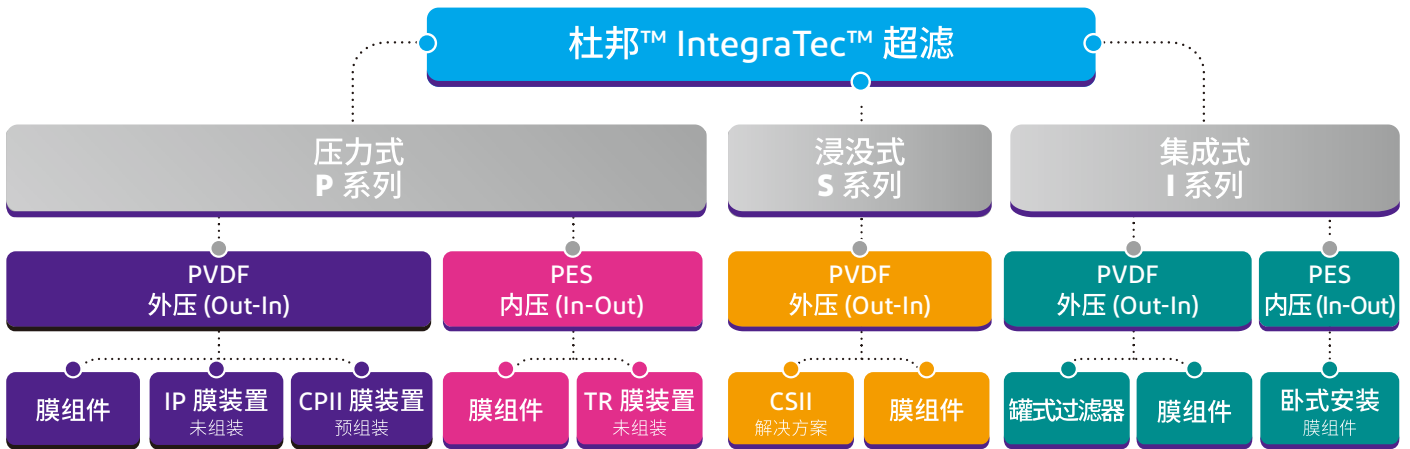 杜邦™ IntegraTec™ 超滤
压力式
P 系列
浸没式
S 系列
集成式
I 系列
PVDF
外压 (Out-In)
PES
内压 (In-Out)
PVDF
外压 (Out-In)
PVDF
外压 (Out-In)
PES
内压 (In-Out)
膜组件
IP 膜装置
未组装
CPII 膜装置
预组装
膜组件
TR 膜装置
未组装
CSII
解决方案
膜组件
罐式过滤器
膜组件
卧式安装
膜组件